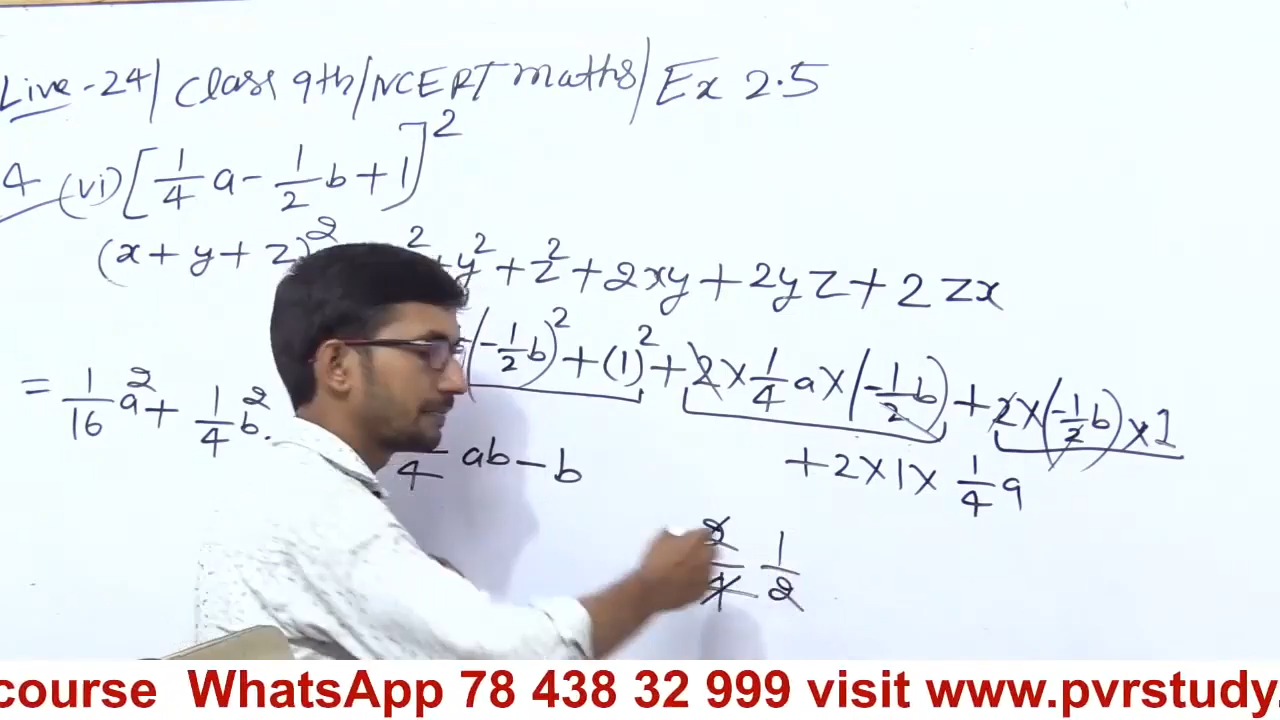 Live-24/ Class 9th/NCERT maths/ Ex 2.5
4 (vi) [1/4 a - 1/2 b + 1]²
(x + y + z)² ² + y² + z² + 2xy + 2yz + 2zx
(-1/2 b)² + (1)² + 2 × 1/4 a × (-1/2 b) + 2 × (-1/2 b) × 1
= 1/16 a² + 1/4 b² 4 ab - b + 2 × 1 × 1/4 a
2/4 1/2
course WhatsApp 78 438 32 999 visit www.pvrstudy.